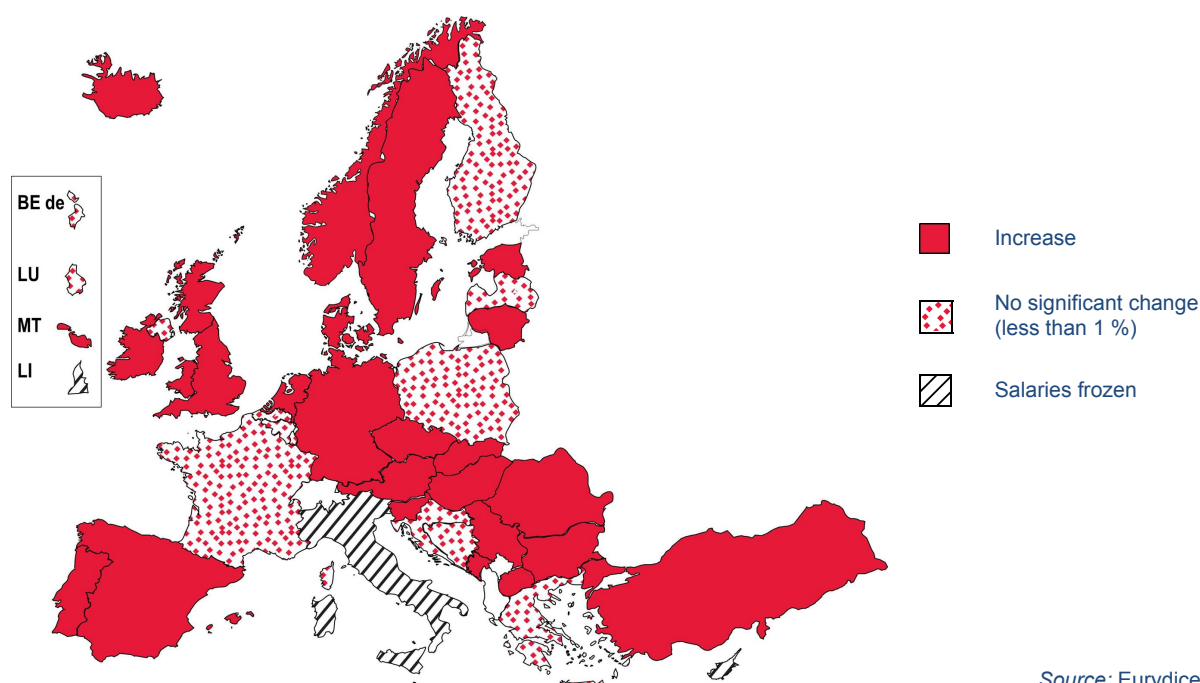 BE de
LU
MT
LI
Increase
No significant change
(less than 1 %)
Salaries frozen
Source: Eurydice